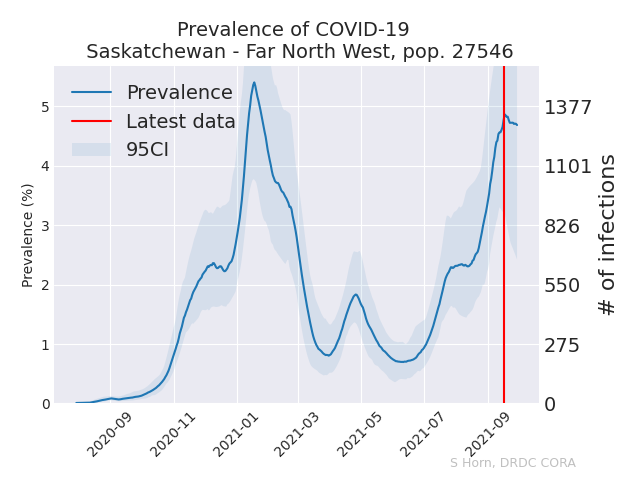 Prevalence of COVID-19
Saskatchewan - Far North West, pop. 27546
Prevalence
Latest data
95CI
Prevalence (%)
5
4
3
2
1
0
1377
1101
826
550
275
0
# of infections
2020-09
2020-11
2021-01
2021-03
2021-05
2021-07
2021-09
S Horn, DRDC CORA